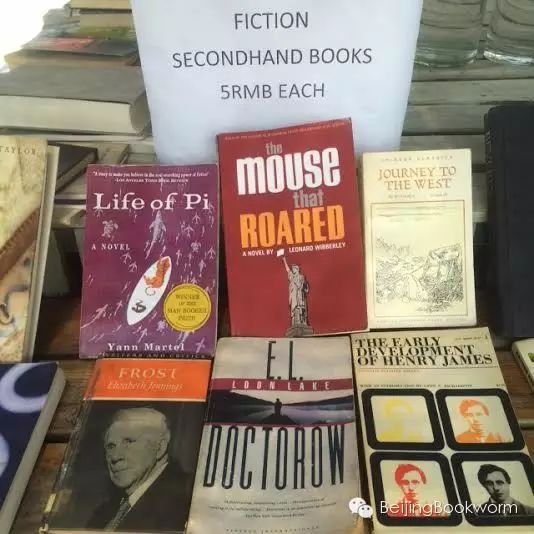 FICTION
SECONDHAND BOOKS
5RMB EACH
TAYLOR
Life of Pi
A NOVEL
WINNER
OF THE
MAN BOOKER
PRIZE
Yann Martel
the
mouse
that
ROARED
A NOVEL BY LEONARD WIBBERLEY
JOURNEY TO
THE WEST
FROST
Elizabeth Jennings
E.L.
LOON LAKE
DOCTOROW
THE EARLY
DEVELOPMENT
OF HENRY JAMES
BeijingBookworm